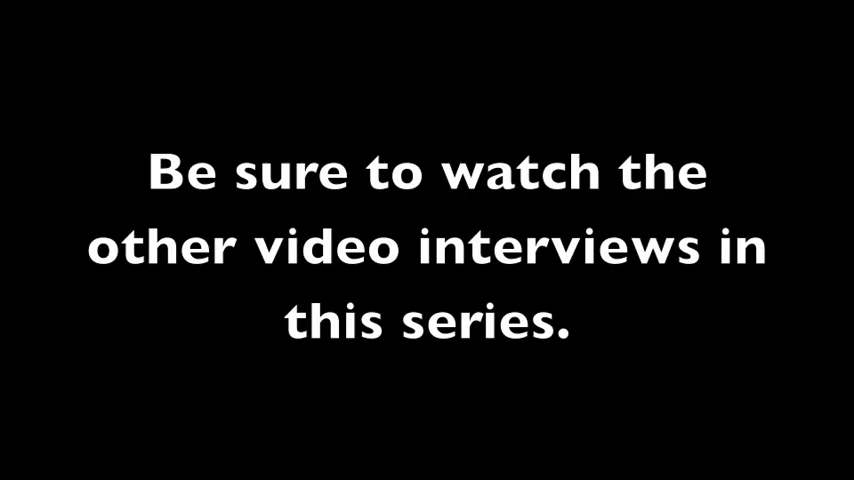 Be sure to watch the
other video interviews in
this series.